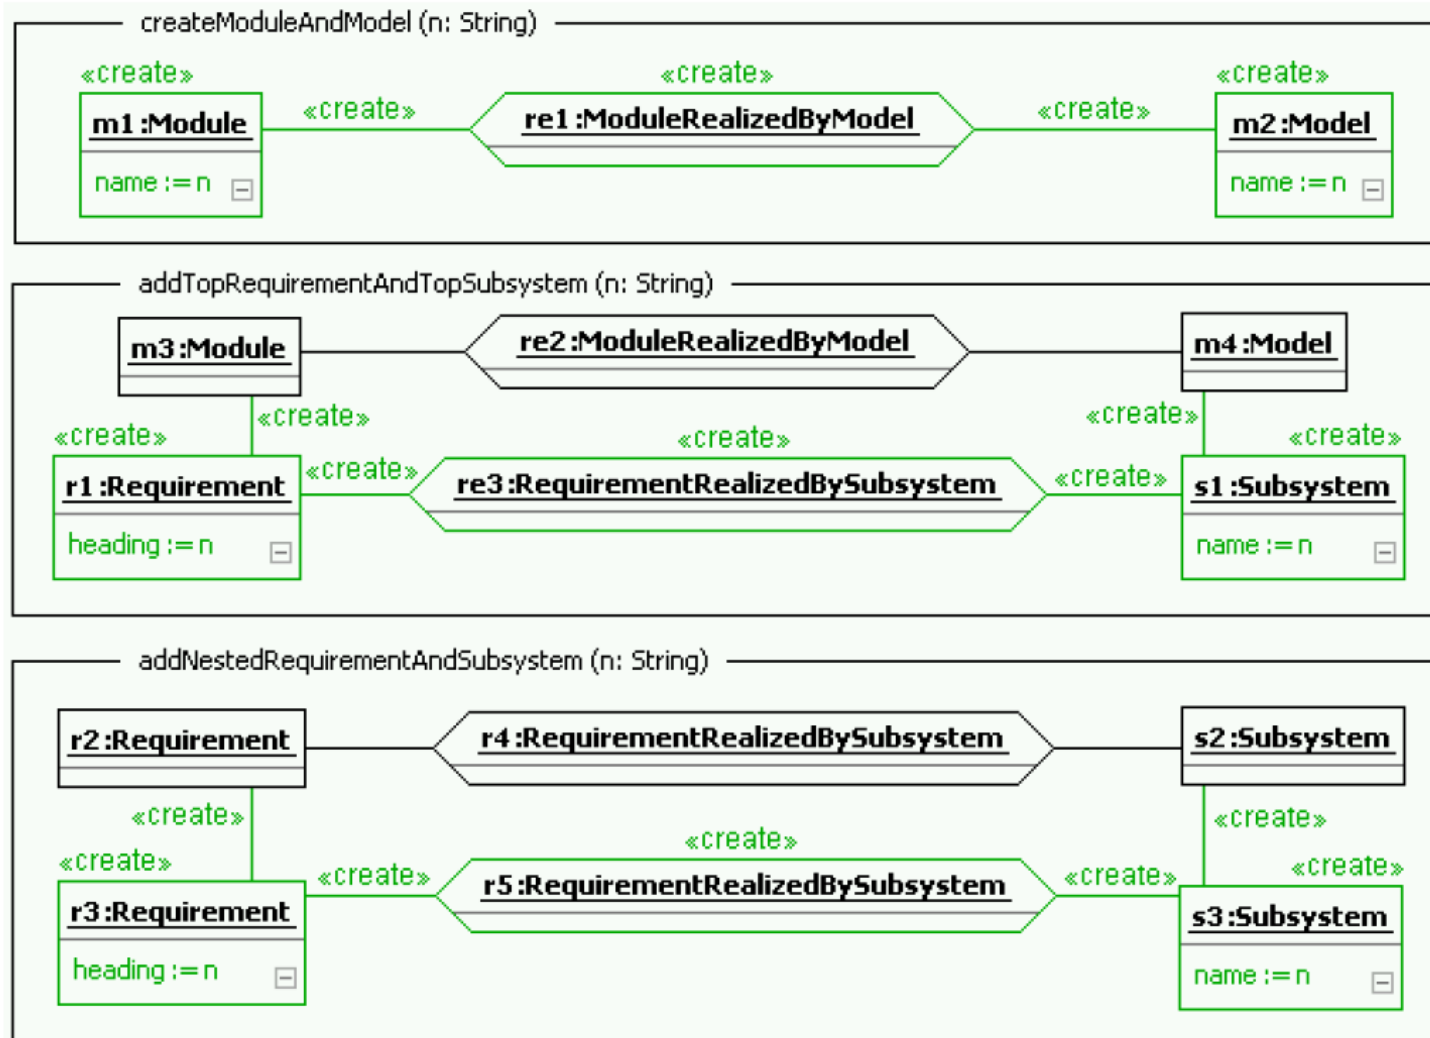 createModuleAndModel (n: String)
«create» «create» «create»
«create» «create»
m1:Module re1:ModuleRealizedByModel m2:Model
name := n name := n
addTopRequirementAndTopSubsystem (n: String)
m3:Module re2:ModuleRealizedByModel m4:Model
«create» «create»
«create» «create» «create»
«create» «create»
r1:Requirement re3:RequirementRealizedBySubsystem s1:Subsystem
heading := n name := n
addNestedRequirementAndSubsystem (n: String)
r2:Requirement r4:RequirementRealizedBySubsystem s2:Subsystem
«create» «create»
«create» «create» «create»
«create» «create»
r3:Requirement r5:RequirementRealizedBySubsystem s3:Subsystem
heading := n name := n